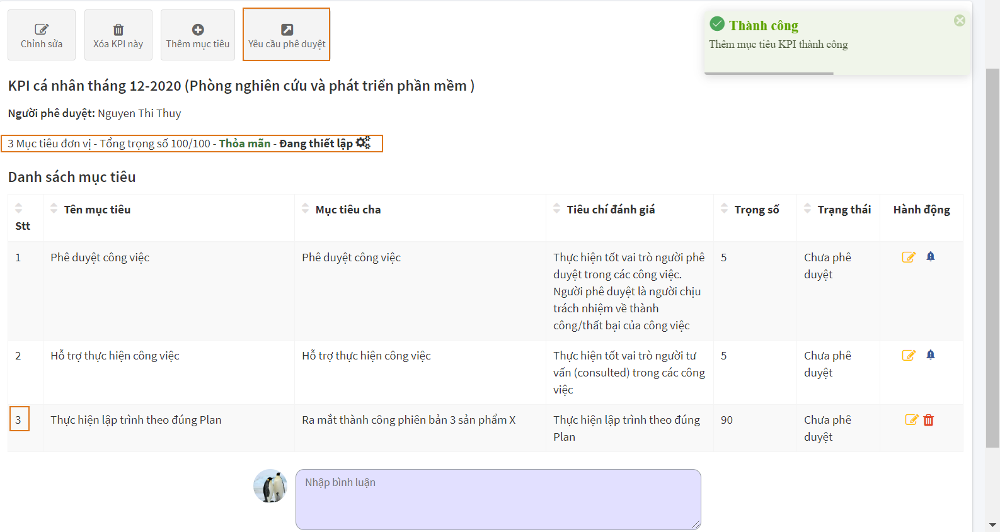 Chỉnh sửa
Xóa KPI này
Thêm mục tiêu
Yêu cầu phê duyệt
Thành công
Thêm mục tiêu KPI thành công
KPI cá nhân tháng 12-2020 (Phòng nghiên cứu và phát triển phần mềm )
Người phê duyệt: Nguyen Thi Thuy
3 Mục tiêu đơn vị - Tổng trọng số 100/100 - Thỏa mãn - Đang thiết lập
Danh sách mục tiêu
Stt
Tên mục tiêu
Mục tiêu cha
Tiêu chí đánh giá
Trọng số
Trạng thái
Hành động
1
Phê duyệt công việc
Phê duyệt công việc
Thực hiện tốt vai trò người phê
duyệt trong các công việc.
Người phê duyệt là người chịu
trách nhiệm về thành
công/thất bại của công việc
5
Chưa phê
duyệt
2
Hỗ trợ thực hiện công việc
Hỗ trợ thực hiện công việc
Thực hiện tốt vai trò người tư
vấn (consulted) trong các công
việc
5
Chưa phê
duyệt
3
Thực hiện lập trình theo đúng Plan
Ra mắt thành công phiên bản 3 sản phẩm X
Thực hiện lập trình theo đúng
Plan
90
Chưa phê
duyệt
Nhập bình luận